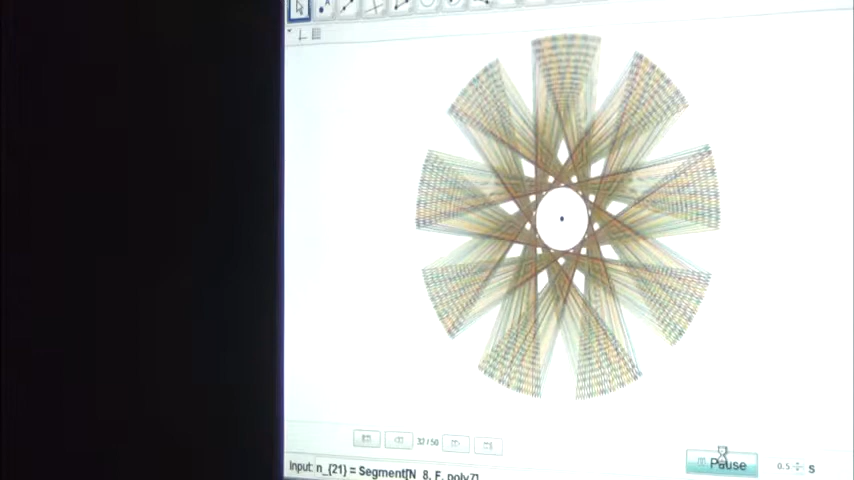 32/50
Pause
0.5
S
Input: n_{21} = Segment[N_8, F, poly7]